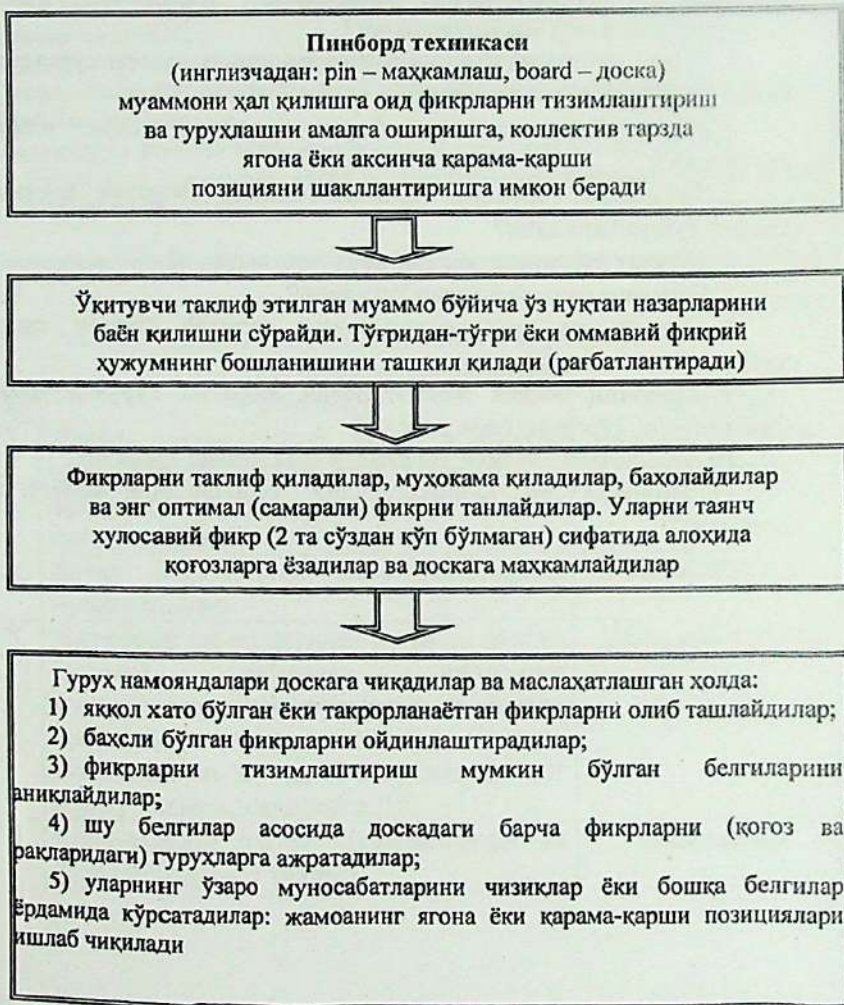 Пинборд техникаси
(инглизчадан: pin – маҳкамлаш, board – доска)
муаммони ҳал қилишга оид фикрларни тизимлаштириш
ва гуруҳлашни амалга оширишга, коллектив тарзда
ягона ёки аксинча қарама-қарши
позицияни шакллантиришга имкон беради
Ўқитувчи таклиф этилган муаммо бўйича ўз нуқтаи назарларини
баён қилишни сўрайди. Тўғридан-тўғри ёки оммавий фикрий
ҳужумнинг бошланишини ташкил қилади (рағбатлантиради)
Фикрларни таклиф қиладилар, муҳокама қиладилар, баҳолайдилар
ва энг оптимал (самарали) фикрни танлайдилар. Уларни таянч
хулосавий фикр (2 та сўздан кўп бўлмаган) сифатида алоҳида
қоғозларга ёзадилар ва доскага маҳкамлайдилар
Гуруҳ намояндалари доскага чиқадилар ва маслаҳатлашган ҳолда:
1) яққол хато бўлган ёки такрорланаётган фикрларни олиб ташлайдилар;
2) баҳсли бўлган фикрларни ойдинлаштирадилар;
3) фикрларни тизимлаштириш мумкин бўлган белгиларини
аниқлайдилар;
4) шу белгилар асосида доскадаги барча фикрларни (қоғоз ва
рақларидаги) гуруҳларга ажратадилар;
5) уларнинг ўзаро муносабатларини чизиқлар ёки бошқа белгилар
ёрдамида кўрсатадилар: жамоанинг ягона ёки қарама-қарши позициялари
ишлаб чиқилади